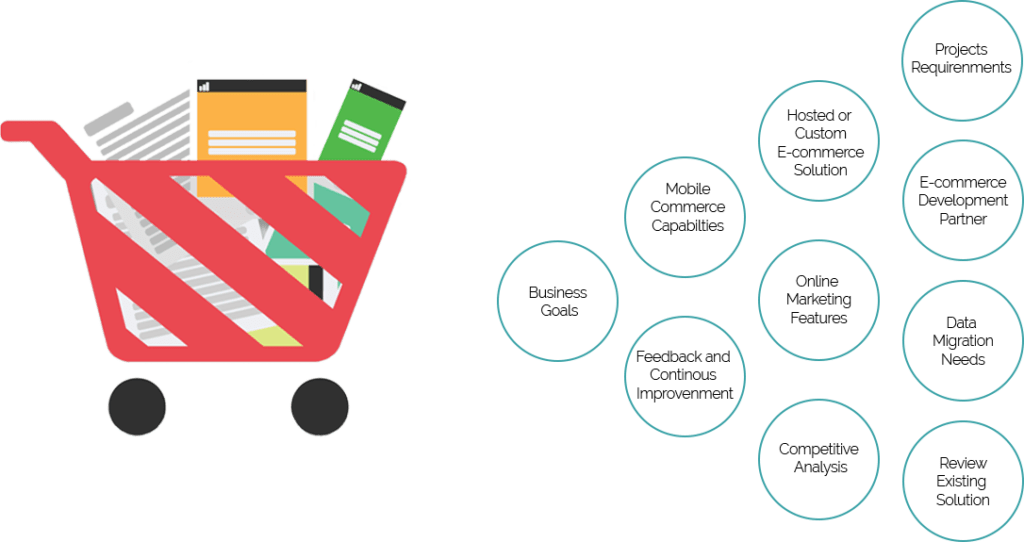 Business
Goals
Mobile
Commerce
Capabilties
Feedback and
Continous
Improvenment
Hosted or
Custom
E-commerce
Solution
Online
Marketing
Features
Competitive
Analysis
Projects
Requirenments
E-commerce
Development
Partner
Data
Migration
Needs
Review
Existing
Solution